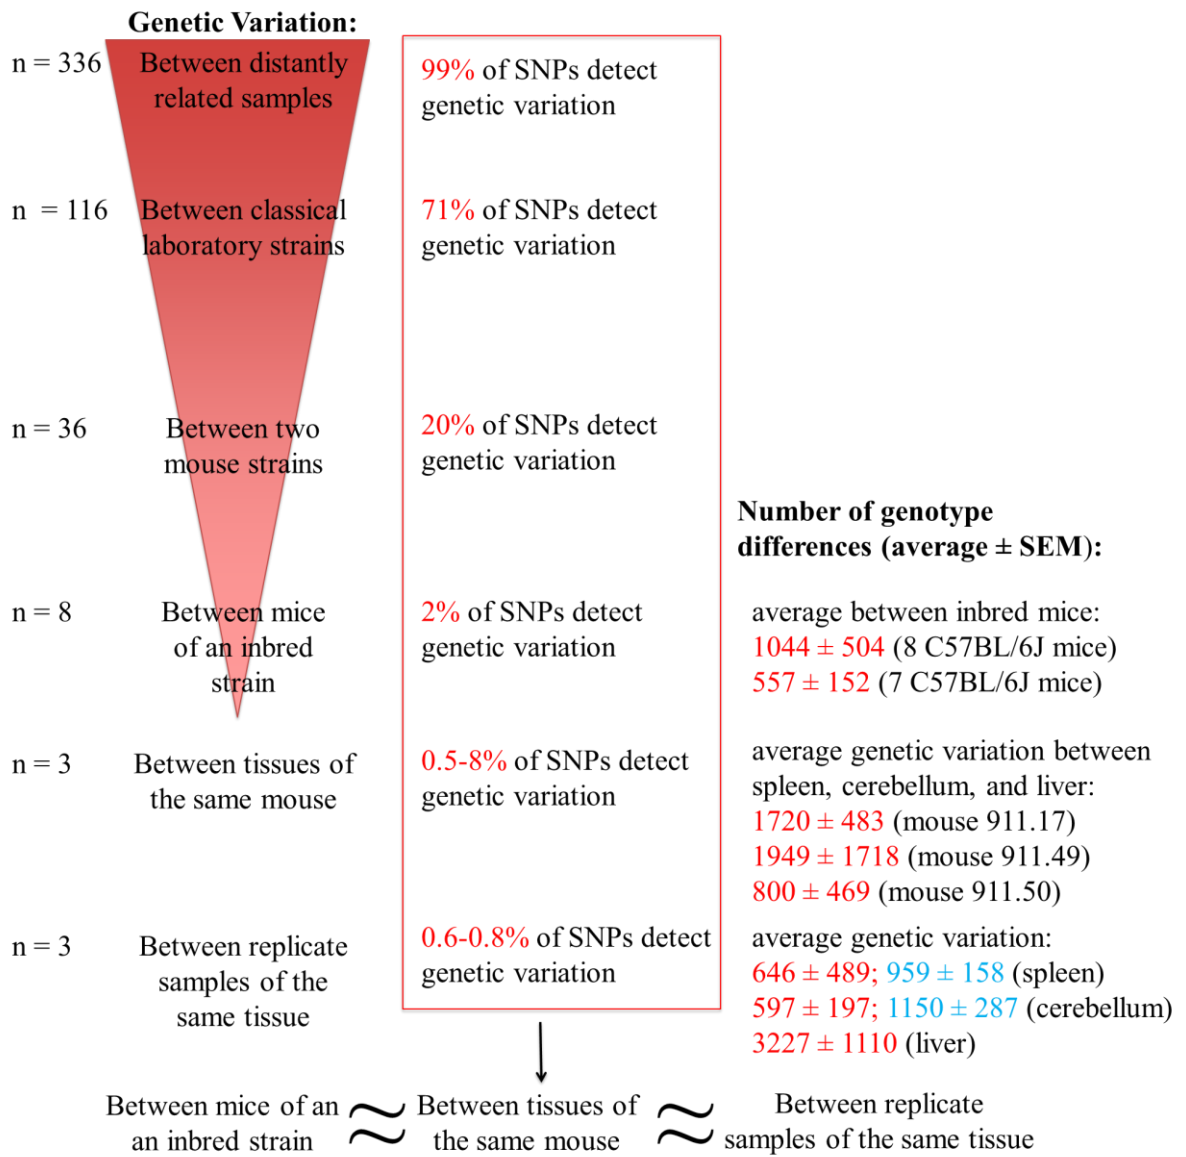 Genetic Variation:
n = 336
Between distantly
related samples
99% of SNPs detect
genetic variation
n = 116
Between classical
laboratory strains
71% of SNPs detect
genetic variation
n = 36
Between two
mouse strains
20% of SNPs detect
genetic variation
Number of genotype
differences (average ± SEM):
n = 8
Between mice
of an inbred
strain
2% of SNPs detect
genetic variation
average between inbred mice:
1044 ± 504 (8 C57BL/6J mice)
557 ± 152 (7 C57BL/6J mice)
n = 3
Between tissues of
the same mouse
0.5-8% of SNPs detect
genetic variation
average genetic variation between
spleen, cerebellum, and liver:
1720 ± 483 (mouse 911.17)
1949 ± 1718 (mouse 911.49)
800 ± 469 (mouse 911.50)
n = 3
Between replicate
samples of the
same tissue
0.6-0.8% of SNPs detect
genetic variation
average genetic variation:
646 ± 489; 959 ± 158 (spleen)
597 ± 197; 1150 ± 287 (cerebellum)
3227 ± 1110 (liver)
Between mice of an
an inbred strain
≈
Between tissues of
the same mouse
≈
Between replicate
samples of the same tissue